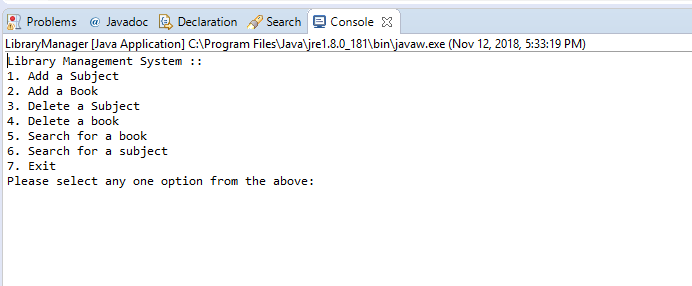 Problems @ Javadoc Declaration Search Console
LibraryManager [Java Application] C:\Program Files\Java\jre1.8.0_181\bin\javaw.exe (Nov 12, 2018, 5:33:19 PM)
Library Management System ::
1. Add a Subject
2. Add a Book
3. Delete a Subject
4. Delete a book
5. Search for a book
6. Search for a subject
7. Exit
Please select any one option from the above: